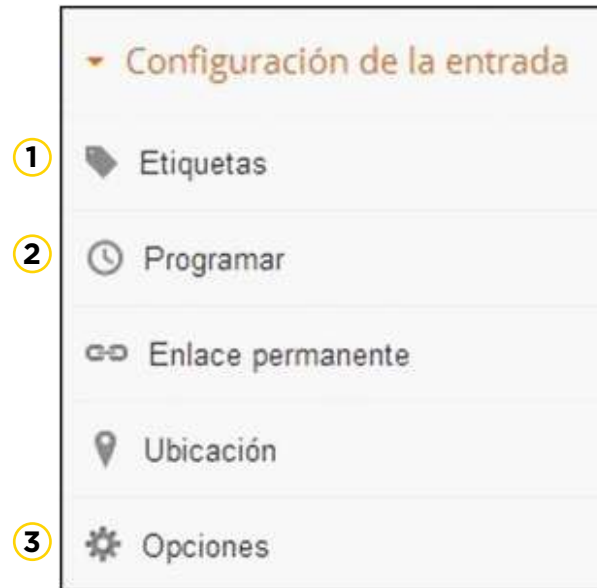 Configuración de la entrada
1 Etiquetas
2 Programar
Enlace permanente
Ubicación
3 Opciones